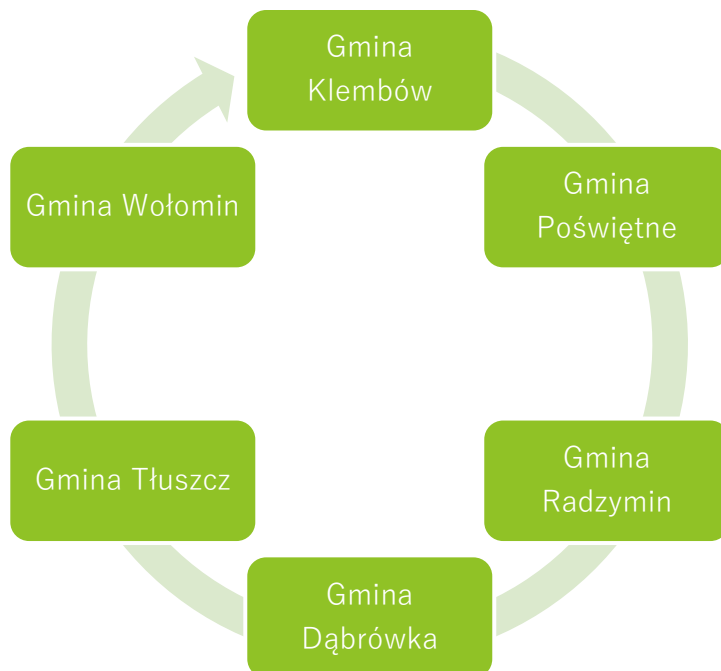 Gmina
Klembów
Gmina
Poświętne
Gmina
Radzymin
Gmina
Dąbrówka
Gmina Tłuszcz
Gmina Wołomin